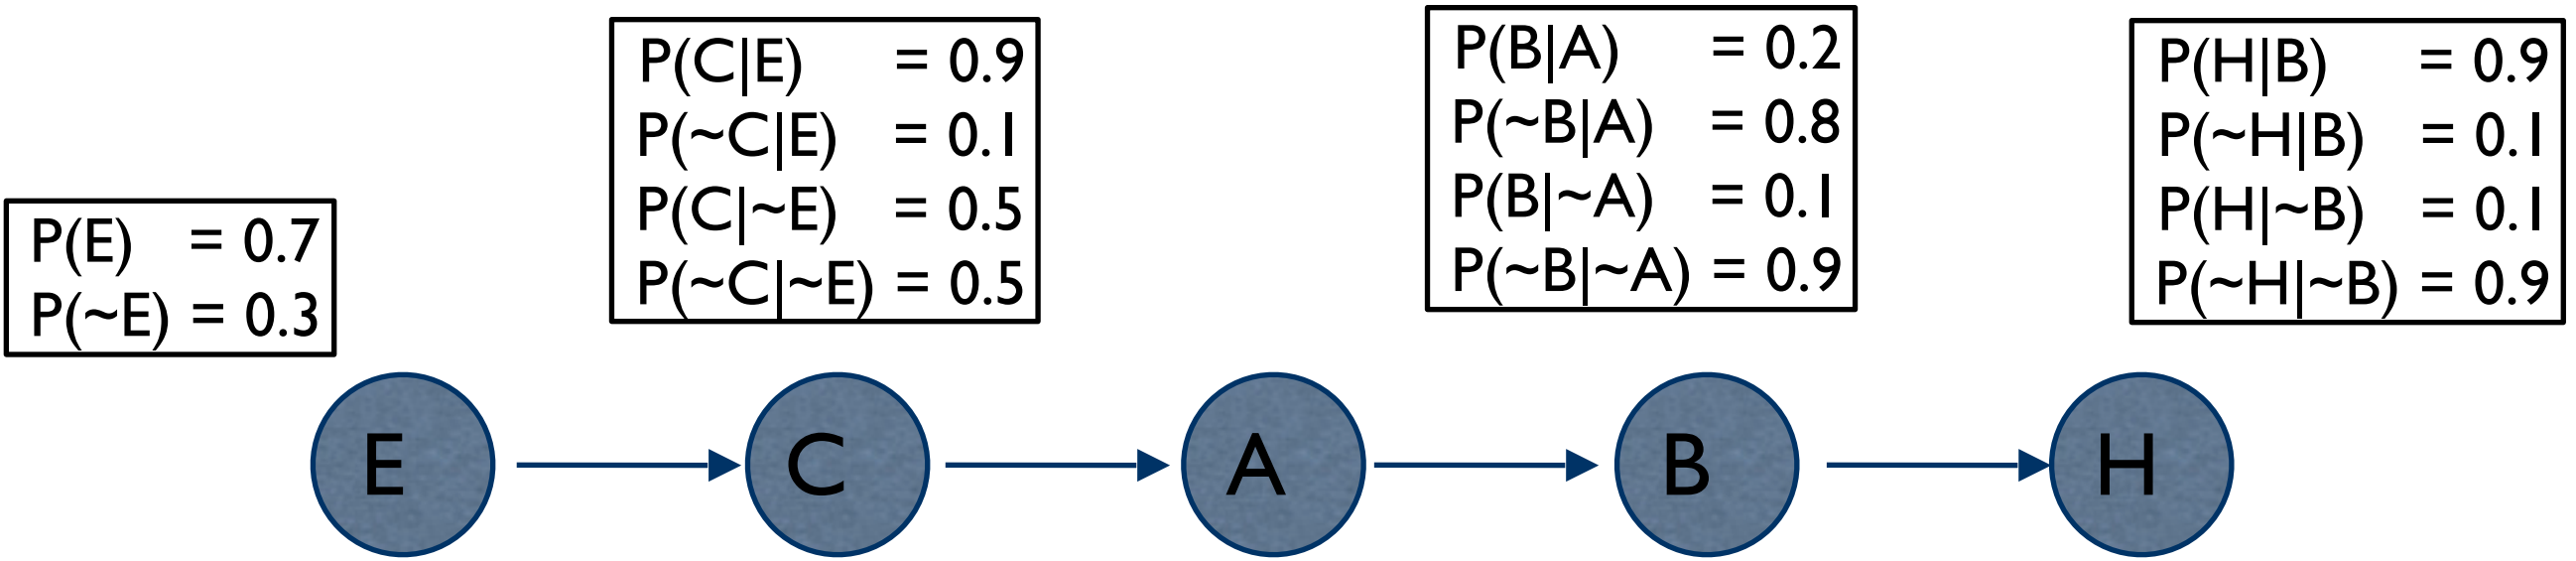 P(E) = 0.7
P(~E) = 0.3
P(C|E) = 0.9
P(~C|E) = 0.1
P(C|~E) = 0.5
P(~C|~E) = 0.5
P(B|A) = 0.2
P(~B|A) = 0.8
P(B|~A) = 0.1
P(~B|~A) = 0.9
P(H|B) = 0.9
P(~H|B) = 0.1
P(H|~B) = 0.1
P(~H|~B) = 0.9
E C A B H